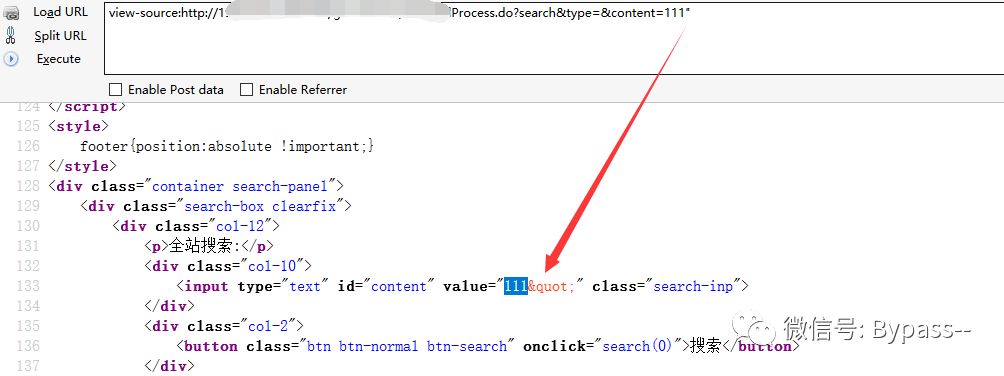 Load URL
view-source:http://1
Process.do?search&type=&content=111"
Split URL
Execute
Enable Post data
Enable Referrer
124 </script>
125 <style>
126 footer{position:absolute !important;}
127 </style>
128 <div class="container search-panel">
129 <div class="search-box clearfix">
130 <div class="col-12">
131 <p>全站搜索:</p>
132 <div class="col-10">
133 <input type="text" id="content" value="111&quot;" class="search-inp">
134 </div>
135 <div class="col-2">
136 <button class="btn btn-normal btn-search" onclick="search(0)">搜索</button>
137 </div>
微信号: Bypass--